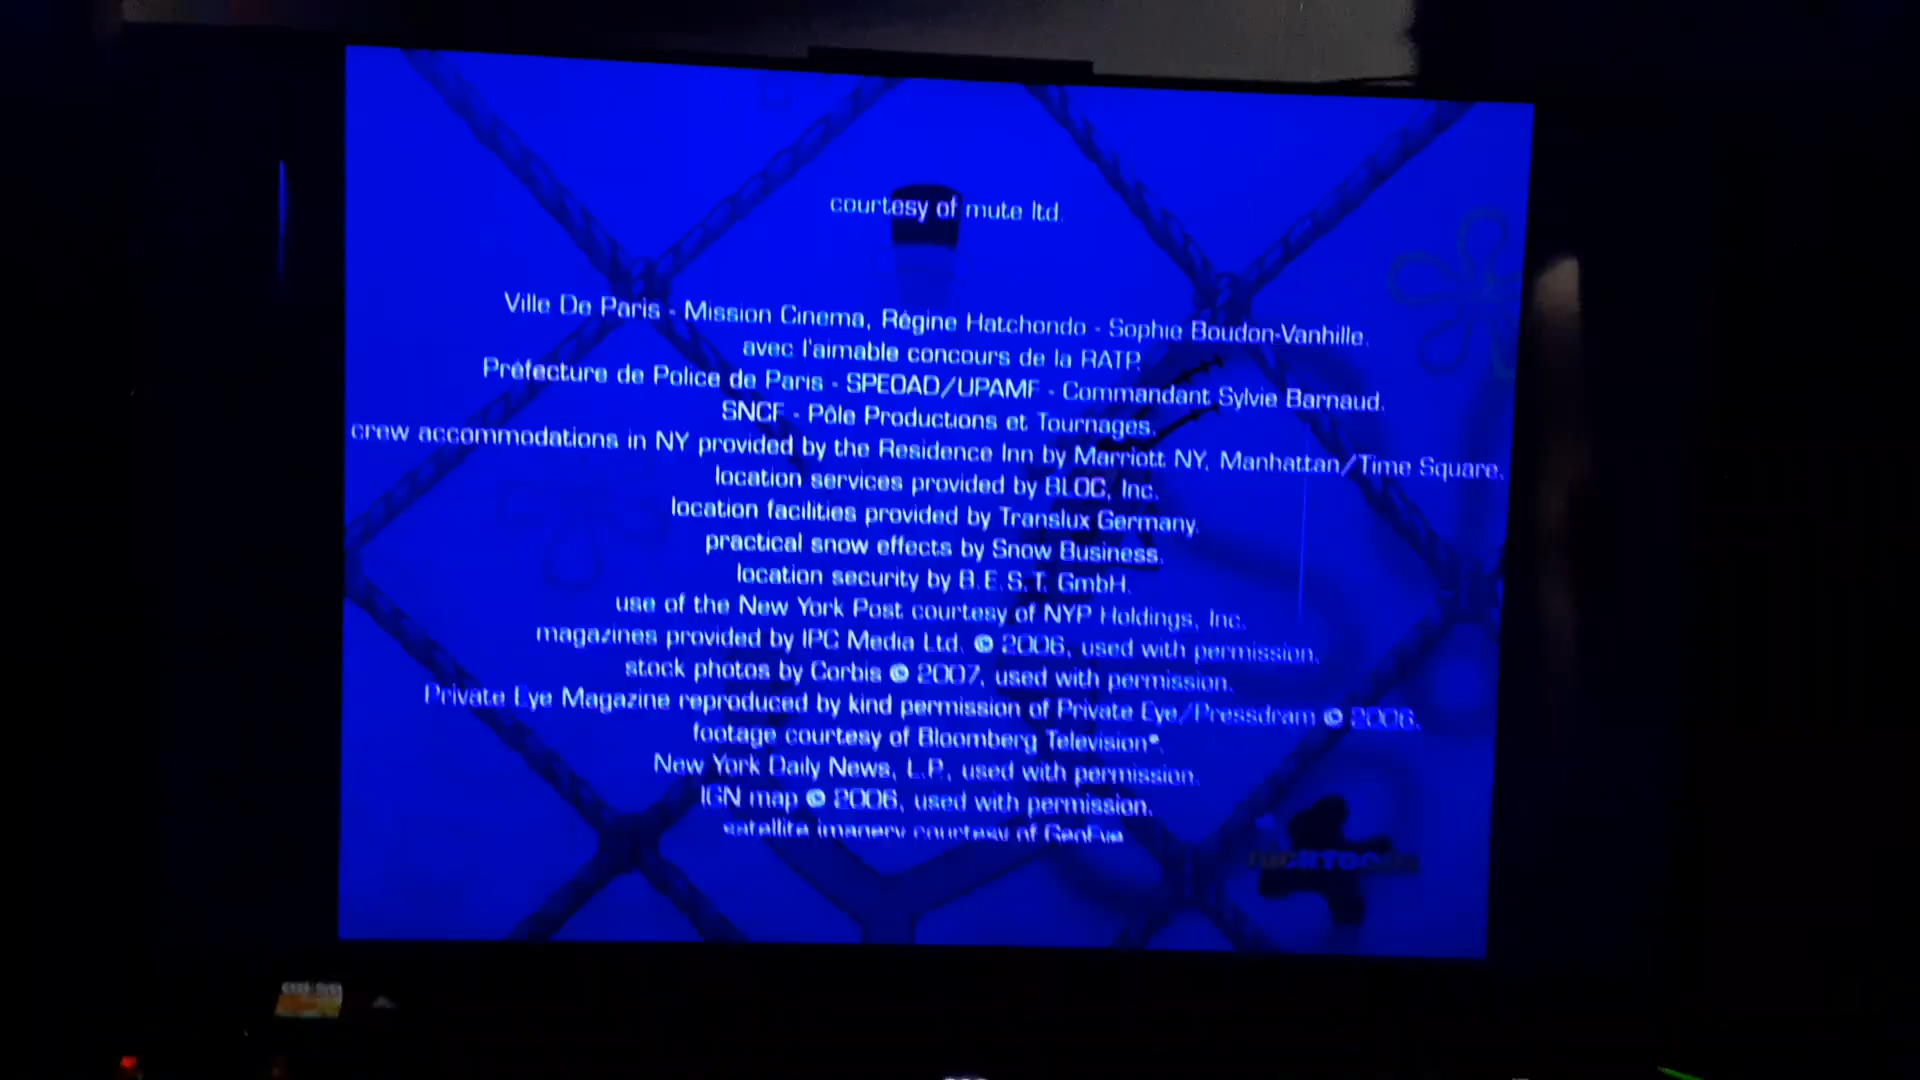 courtesy of mute ltd.
Ville De Paris - Mission Cinema, Régine Hatchondo - Sophie Boudon-Vanhille.
avec l'aimable concours de la RATP.
Préfecture de Police de Paris - SPEOAD/UPAMF - Commandant Sylvie Barnaud.
SNCF - Pôle Productions et Tournages.
crew accommodations in NY provided by the Residence Inn by Marriott NY, Manhattan/Time Square.
location services provided by BLOC, Inc.
location facilities provided by Translux Germany.
practical snow effects by Snow Business.
location security by B.E.S.T. GmbH.
use of the New York Post courtesy of NYP Holdings, Inc.
magazines provided by IPC Media Ltd. © 2006, used with permission.
stock photos by Corbis © 2007, used with permission.
Private Eye Magazine reproduced by kind permission of Private Eye/Pressdram © 2006.
footage courtesy of Bloomberg Television®.
New York Daily News, L.P., used with permission.
IGN map © 2006, used with permission.
satellite imagery courtesy of GeoEye